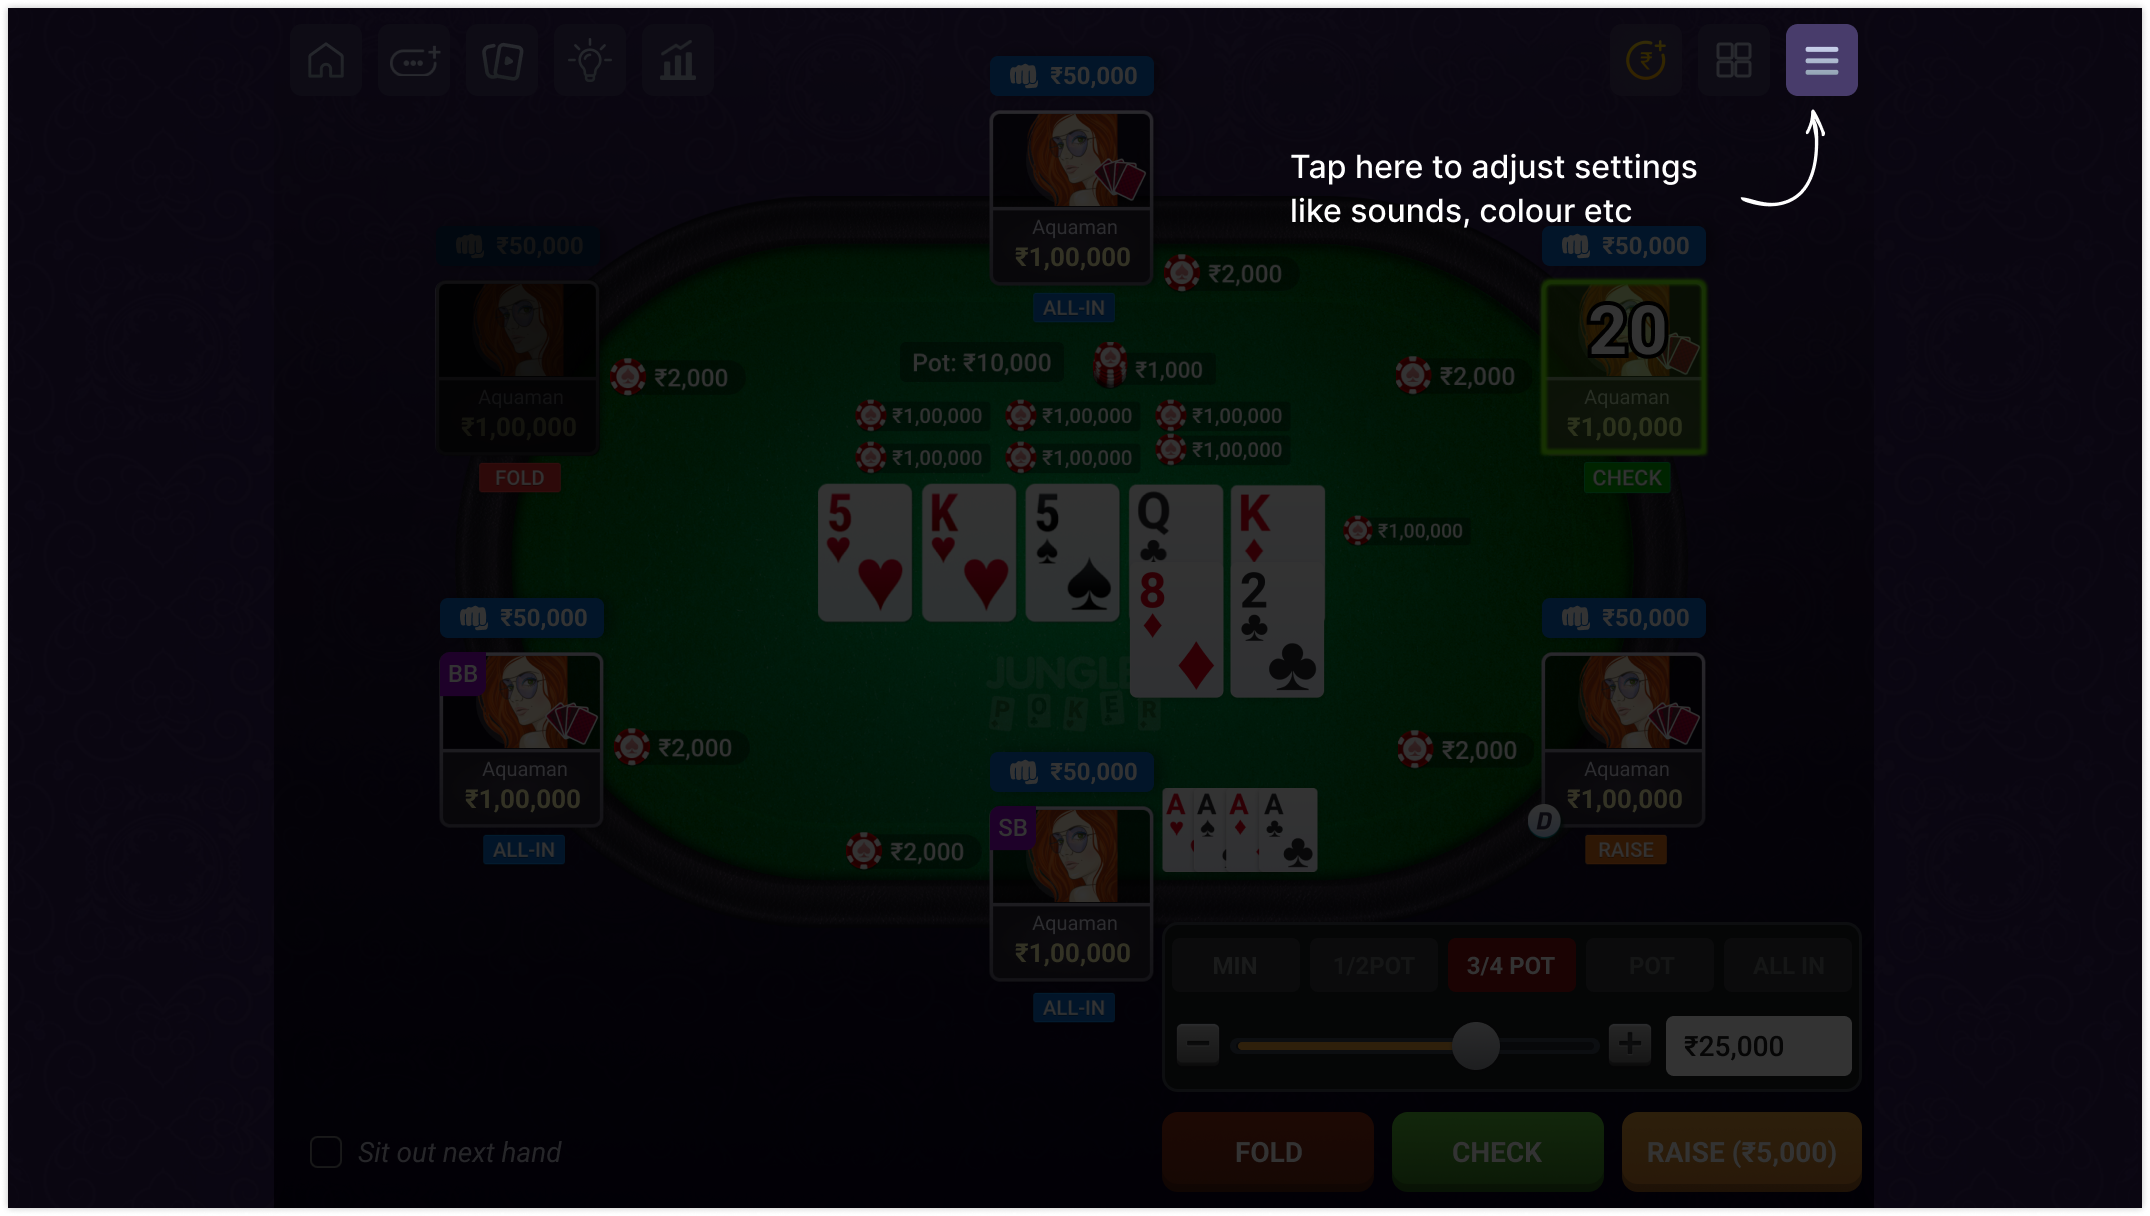 ₹50,000
Tap here to adjust settings
like sounds, colour etc
Aquaman
₹1,00,000
ALL-IN
₹2,000
₹50,000
Aquaman
₹1,00,000
FOLD
₹2,000
₹50,000
20
Aquaman
₹1,00,000
CHECK
₹2,000
Pot: ₹10,000
₹1,000
₹1,00,000
₹1,00,000
₹1,00,000
₹1,00,000
₹1,00,000
₹1,00,000
5
K
5
Q
K
8
2
₹1,00,000
JUNGLE
POKER
₹50,000
BB
Aquaman
₹1,00,000
ALL-IN
₹2,000
₹50,000
Aquaman
₹1,00,000
D
RAISE
₹2,000
₹50,000
SB
Aquaman
₹1,00,000
ALL-IN
₹2,000
A A A A
MIN 1/2POT 3/4 POT POT ALL IN
₹25,000
Sit out next hand
FOLD CHECK RAISE (₹5,000)